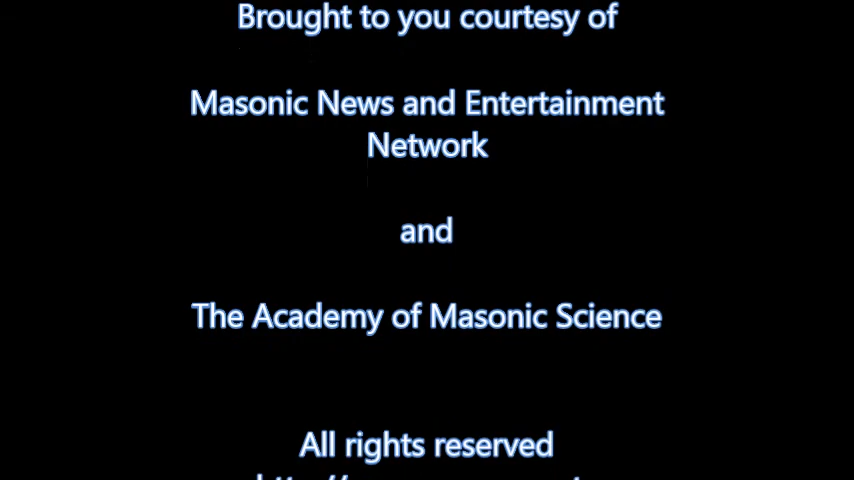 Brought to you courtesy of
Masonic News and Entertainment
Network
and
The Academy of Masonic Science
All rights reserved